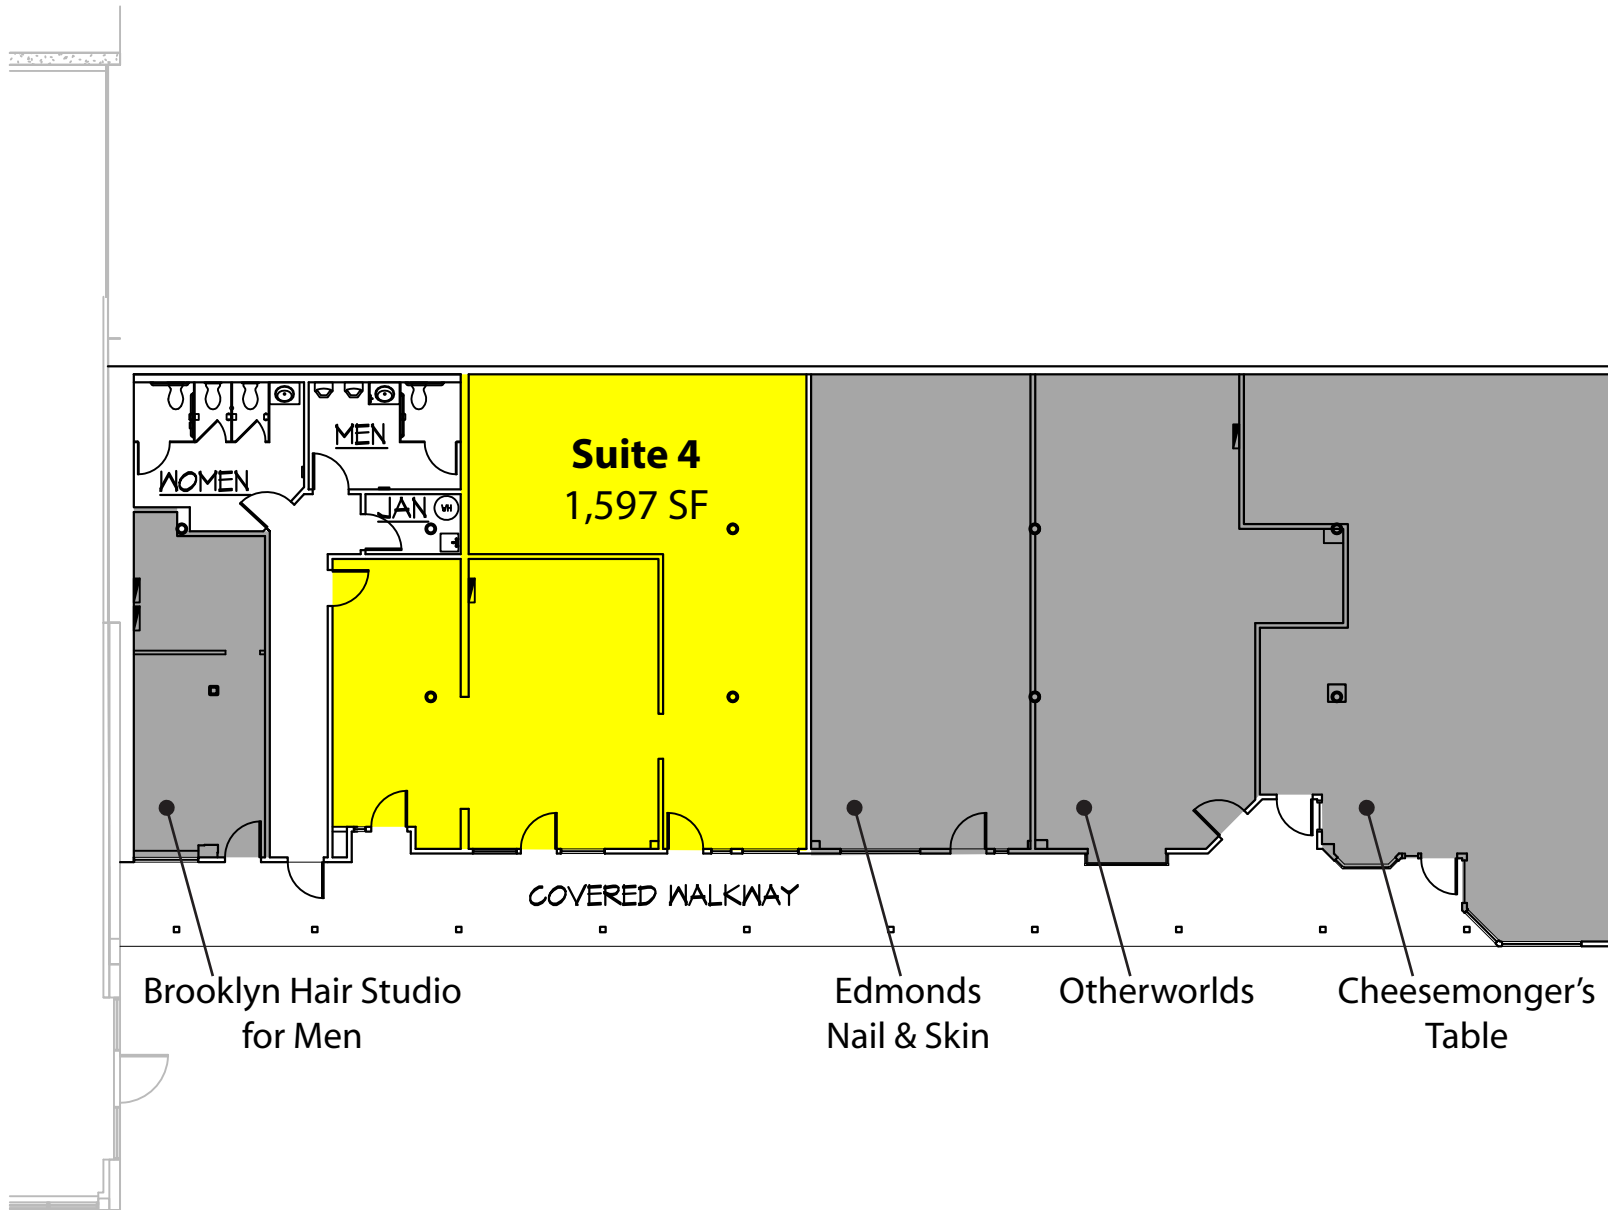 Suite 4
1,597 SF
MEN
WOMEN
JAN
WH
COVERED WALKWAY
Brooklyn Hair Studio
for Men
Edmonds
Nail & Skin
Otherworlds
Cheesemonger’s
Table